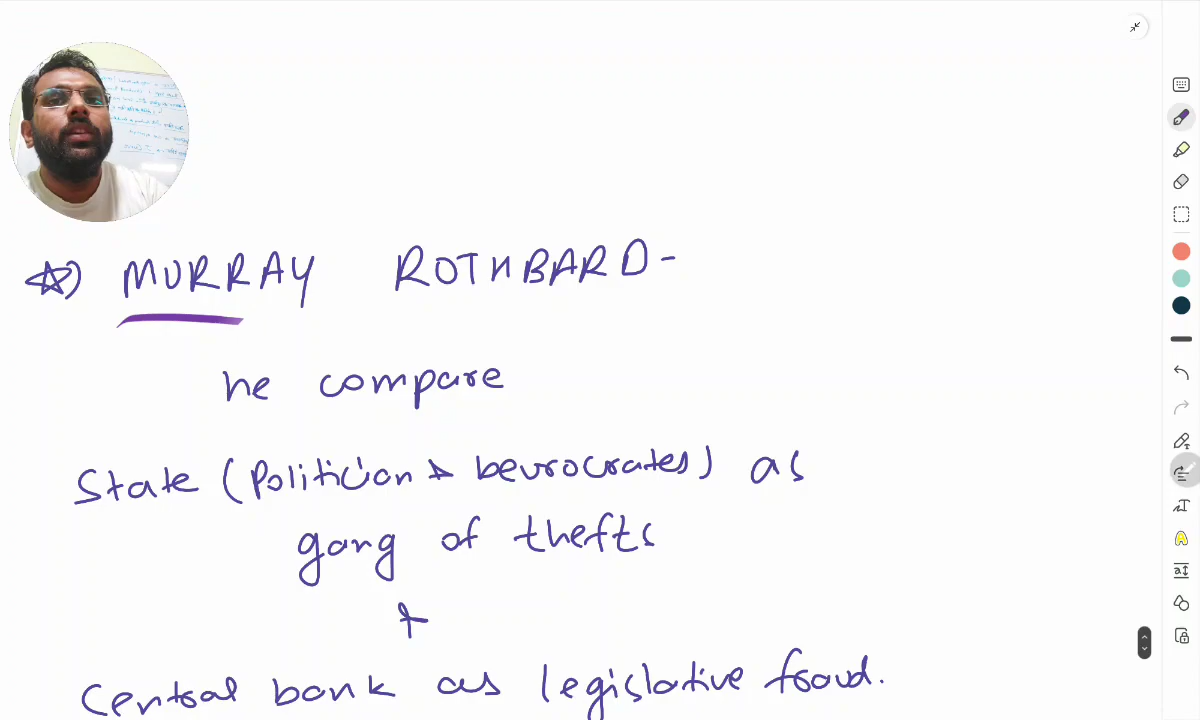 MURRAY ROTHBARD-
he compare
State (Politician + beurocrates) as
gang of thefts
+
Central bank as legislative fraud.